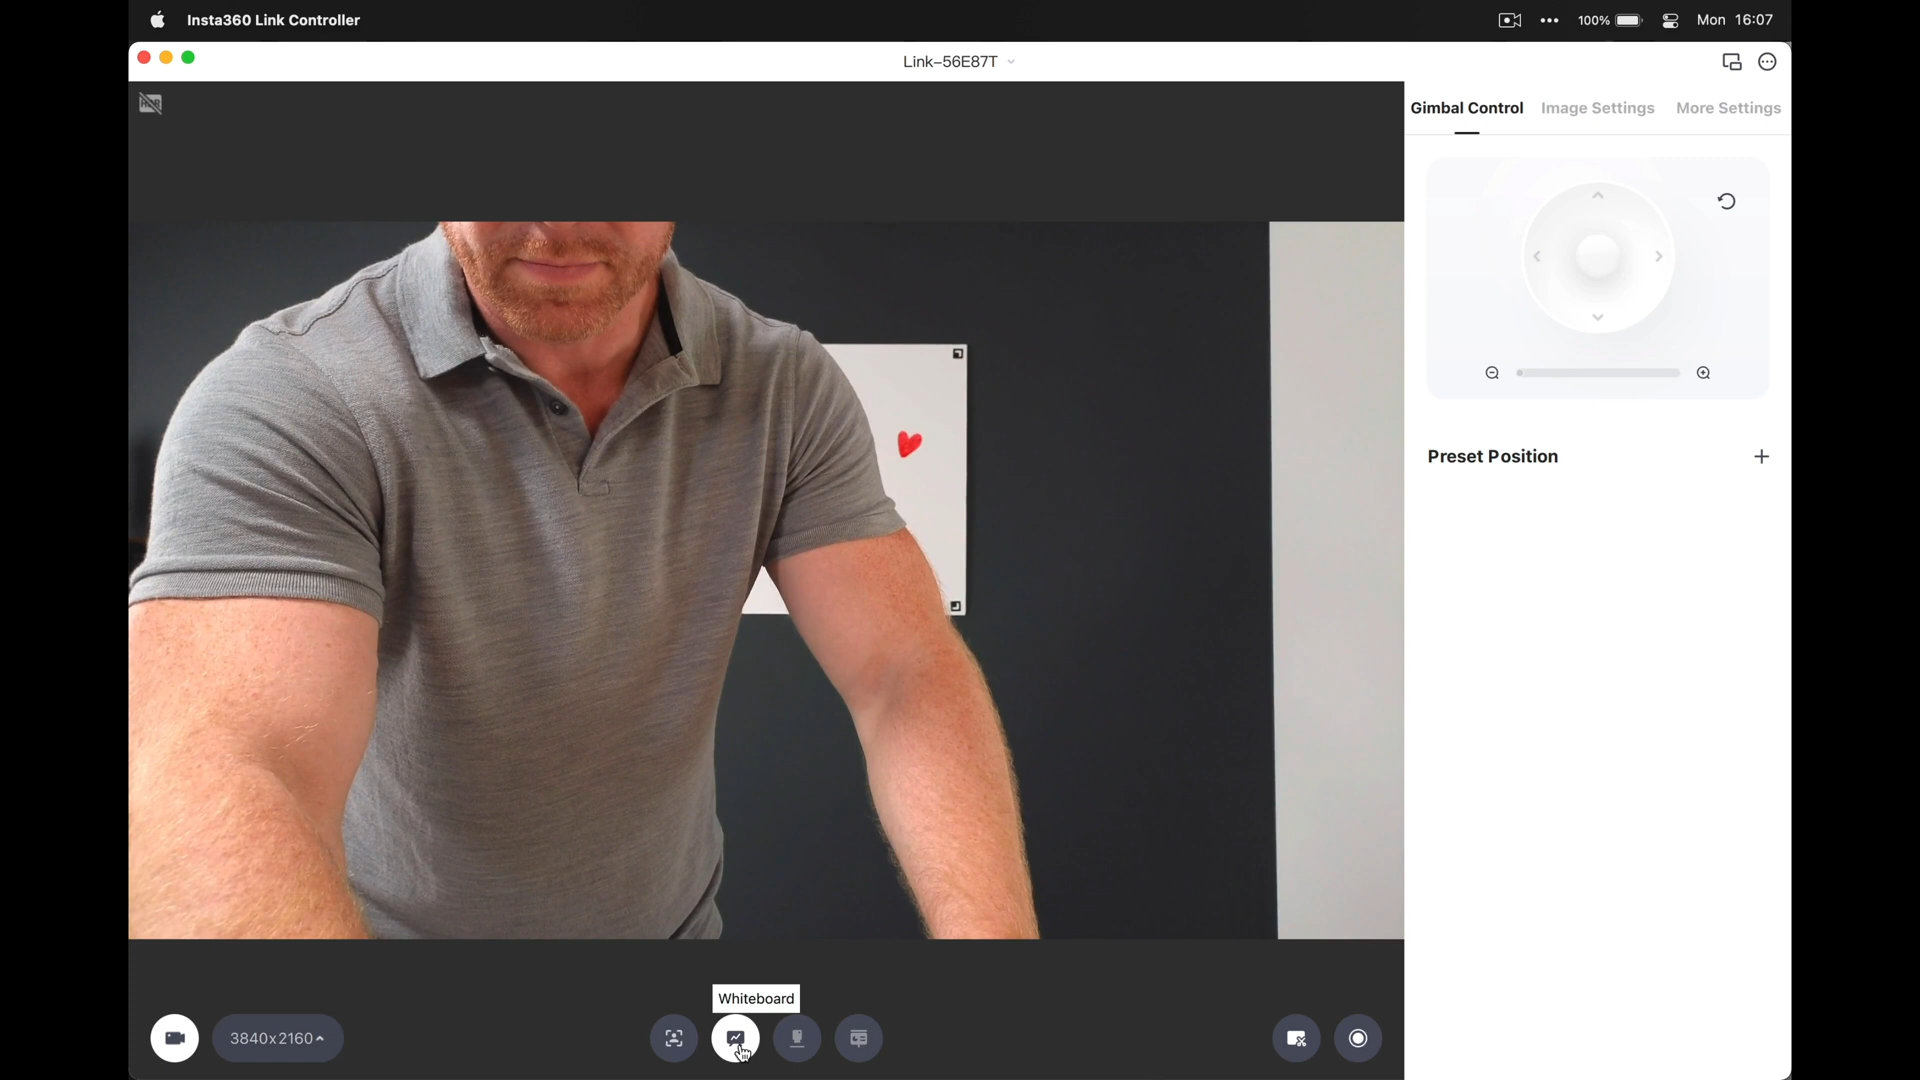 Insta360 Link Controller
100%
Mon 16:07
Link-56E87T
HDR
Gimbal Control
Image Settings
More Settings
Preset Position
Whiteboard
3840x2160